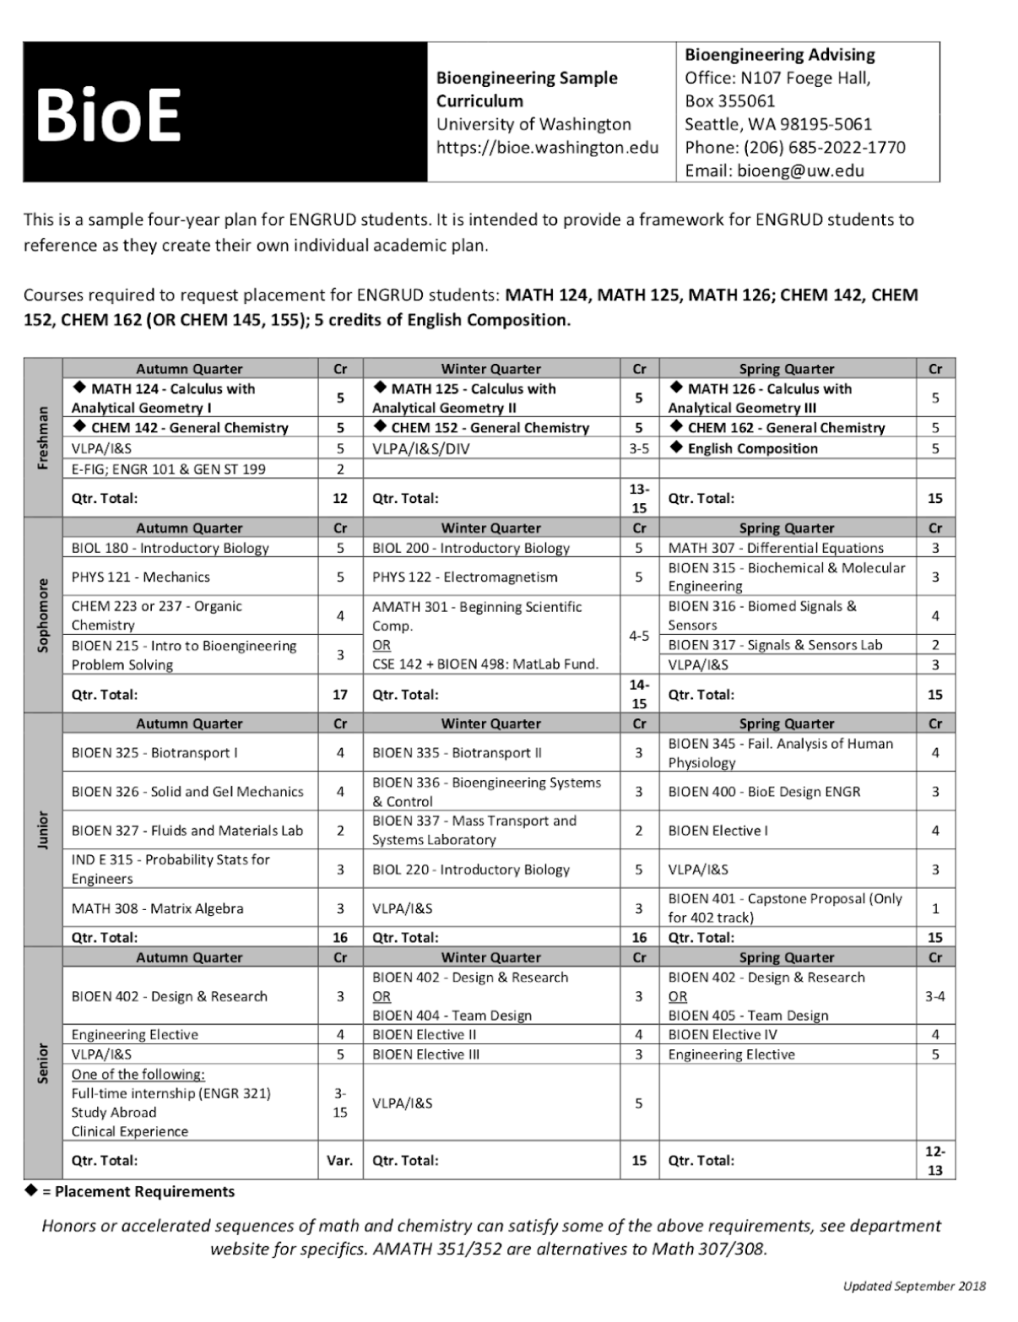 BioE
Bioengineering Sample
Curriculum
University of Washington
https://bioe.washington.edu
Bioengineering Advising
Office: N107 Foege Hall,
Box 355061
Seattle, WA 98195-5061
Phone: (206) 685-2022-1770
Email: bioeng@uw.edu
This is a sample four-year plan for ENGRUD students. It is intended to provide a framework for ENGRUD students to
reference as they create their own individual academic plan.
Courses required to request placement for ENGRUD students: MATH 124, MATH 125, MATH 126; CHEM 142, CHEM
152, CHEM 162 (OR CHEM 145, 155); 5 credits of English Composition.
Freshman
Autumn Quarter Cr Winter Quarter Cr Spring Quarter Cr
◆ MATH 124 - Calculus with
Analytical Geometry I
5
◆ MATH 125 - Calculus with
Analytical Geometry II
5
◆ MATH 126 - Calculus with
Analytical Geometry III
5
◆ CHEM 142 - General Chemistry 5 ◆ CHEM 152 - General Chemistry 5 ◆ CHEM 162 - General Chemistry 5
VLPA/I&S 5 VLPA/I&S/DIV 3-5 ◆ English Composition 5
E-FIG; ENGR 101 & GEN ST 199 2
Qtr. Total: 12 Qtr. Total:
13-
15
Qtr. Total: 15
Sophomore
Autumn Quarter Cr Winter Quarter Cr Spring Quarter Cr
BIOL 180 - Introductory Biology 5 BIOL 200 - Introductory Biology 5 MATH 307 - Differential Equations 3
PHYS 121 - Mechanics 5 PHYS 122 - Electromagnetism 5
BIOEN 315 - Biochemical & Molecular
Engineering
3
CHEM 223 or 237 - Organic
Chemistry
4
AMATH 301 - Beginning Scientific
Comp.
OR
CSE 142 + BIOEN 498: MatLab Fund.
4-5
BIOEN 316 - Biomed Signals &
Sensors
4
BIOEN 215 - Intro to Bioengineering
Problem Solving
3
BIOEN 317 - Signals & Sensors Lab 2
VLPA/I&S 3
Qtr. Total: 17 Qtr. Total:
14-
15
Qtr. Total: 15
Junior
Autumn Quarter Cr Winter Quarter Cr Spring Quarter Cr
BIOEN 325 - Biotransport I 4 BIOEN 335 - Biotransport II 3
BIOEN 345 - Fail. Analysis of Human
Physiology
4
BIOEN 326 - Solid and Gel Mechanics 4
BIOEN 336 - Bioengineering Systems
& Control
3
BIOEN 400 - BioE Design ENGR 3
BIOEN 327 - Fluids and Materials Lab 2
BIOEN 337 - Mass Transport and
Systems Laboratory
2
BIOEN Elective I 4
IND E 315 - Probability Stats for
Engineers
3
BIOL 220 - Introductory Biology 5 VLPA/I&S 3
MATH 308 - Matrix Algebra 3 VLPA/I&S 3
BIOEN 401 - Capstone Proposal (Only
for 402 track)
1
Qtr. Total: 16 Qtr. Total: 16 Qtr. Total: 15
Senior
Autumn Quarter Cr Winter Quarter Cr Spring Quarter Cr
BIOEN 402 - Design & Research 3
BIOEN 402 - Design & Research
OR
BIOEN 404 - Team Design
3
BIOEN 402 - Design & Research
OR
BIOEN 405 - Team Design
3-4
Engineering Elective 4 BIOEN Elective II 4 BIOEN Elective IV 4
VLPA/I&S 5 BIOEN Elective III 3 Engineering Elective 5
One of the following:
Full-time internship (ENGR 321)
Study Abroad
Clinical Experience
3-
15
VLPA/I&S 5
Qtr. Total: Var. Qtr. Total: 15 Qtr. Total:
12-
13
◆ = Placement Requirements
Honors or accelerated sequences of math and chemistry can satisfy some of the above requirements, see department
website for specifics. AMATH 351/352 are alternatives to Math 307/308.
Updated September 2018